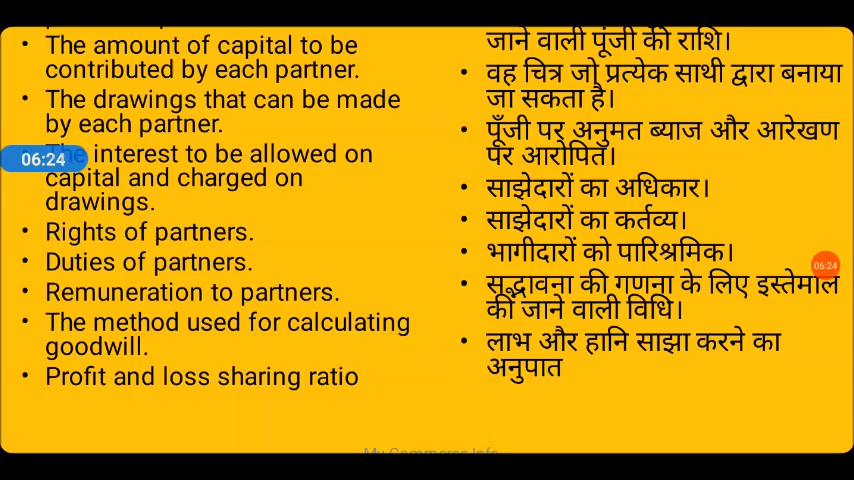 • The amount of capital to be
contributed by each partner.
• The drawings that can be made
by each partner.
• The interest to be allowed on
capital and charged on
drawings.
• Rights of partners.
• Duties of partners.
• Remuneration to partners.
• The method used for calculating
goodwill.
• Profit and loss sharing ratio
06:24
जाने वाली पूंजी की राशि।
• वह चित्र जो प्रत्येक साथी द्वारा बनाया
जा सकता है।
• पूँजी पर अनुमत ब्याज और आरेखण
पर आरोपित।
• साझेदारों का अधिकार।
• साझेदारों का कर्तव्य।
• भागीदारों को पारिश्रमिक।
• सद्भावना की गणना के लिए इस्तेमाल
की जाने वाली विधि।
• लाभ और हानि साझा करने का
अनुपात
06:24
My Commerce Info